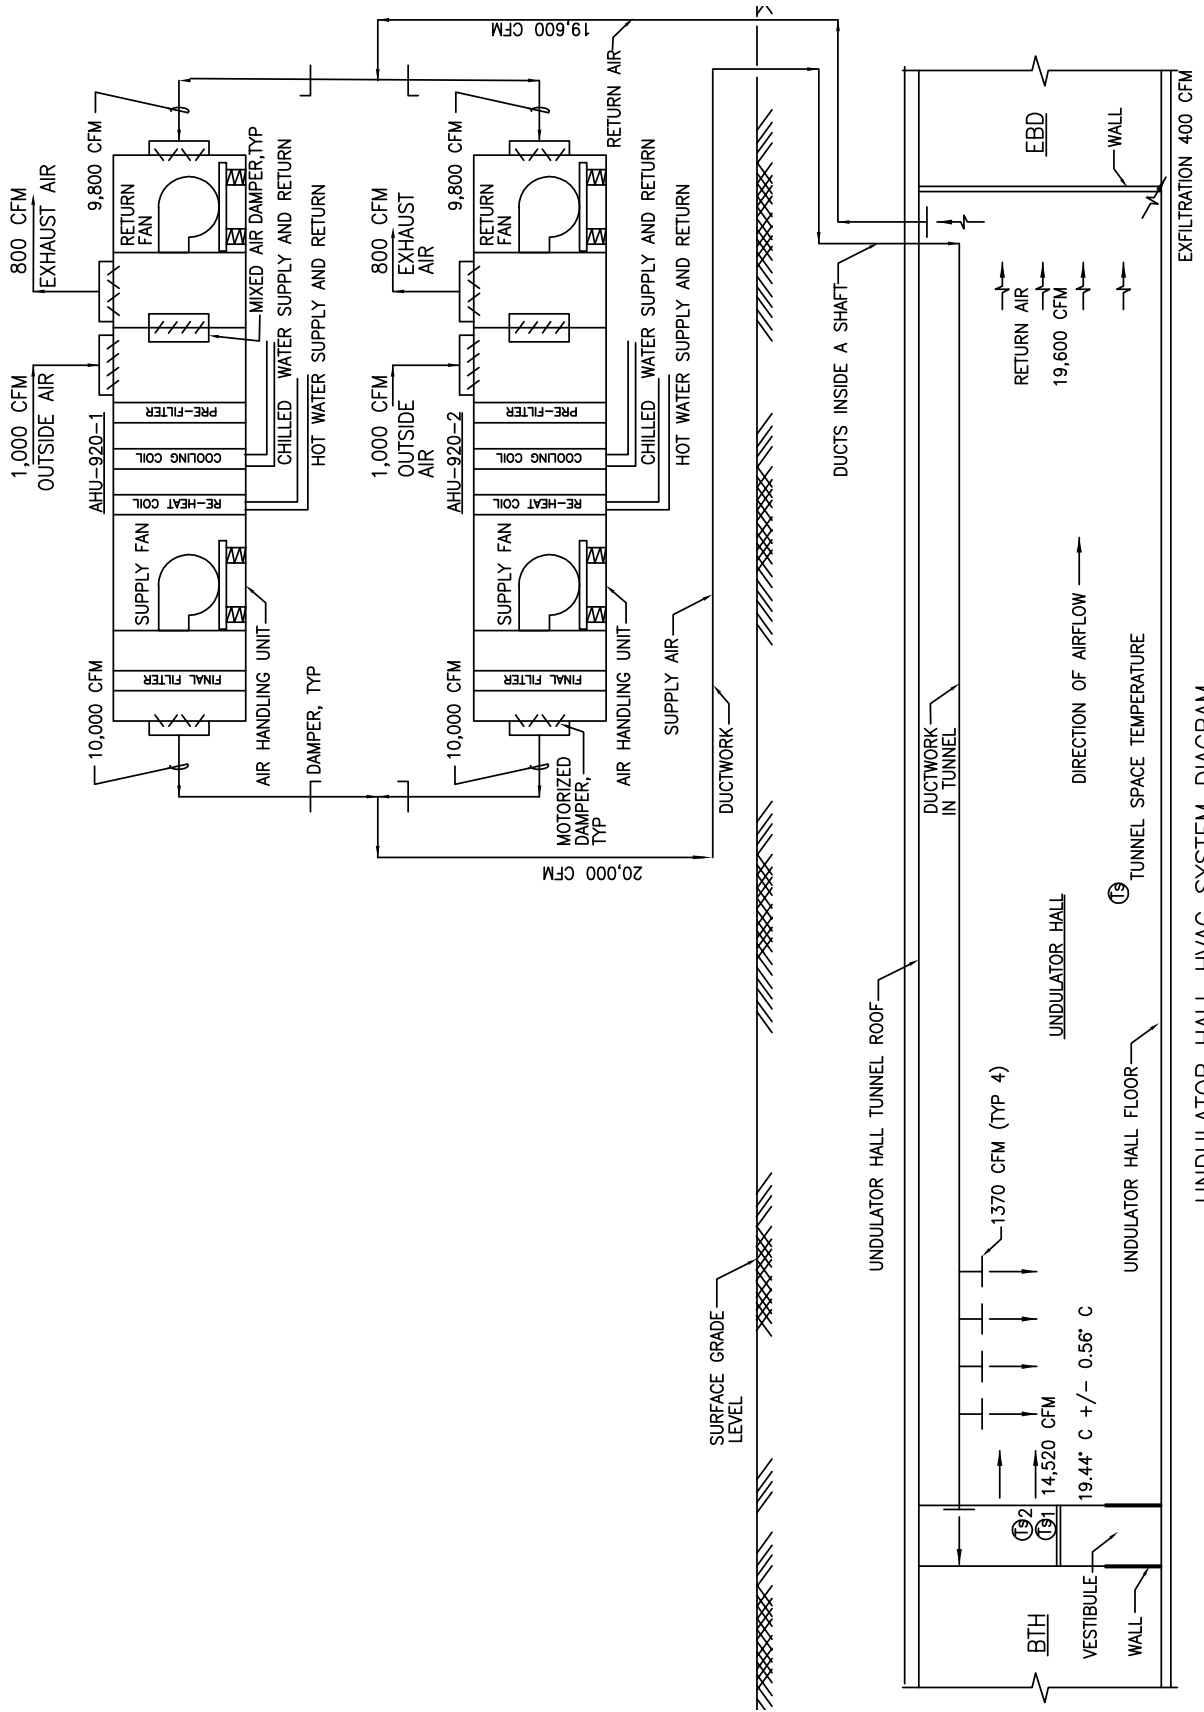 1,000 CFM
OUTSIDE AIR
800 CFM
EXHAUST AIR
AHU-920-1
10,000 CFM
9,800 CFM
FINAL FILTER
SUPPLY FAN
RE-HEAT COIL
COOLING COIL
PRE-FILTER
RETURN
FAN
AIR HANDLING UNIT
MIXED AIR DAMPER,TYP
CHILLED WATER SUPPLY AND RETURN
HOT WATER SUPPLY AND RETURN
DAMPER, TYP
1,000 CFM
OUTSIDE
AIR
800 CFM
EXHAUST
AIR
AHU-920-2
10,000 CFM
9,800 CFM
FINAL FILTER
SUPPLY FAN
RE-HEAT COIL
COOLING COIL
PRE-FILTER
RETURN
FAN
MOTORIZED
DAMPER,
TYP
AIR HANDLING UNIT
CHILLED WATER SUPPLY AND RETURN
HOT WATER SUPPLY AND RETURN
20,000 CFM
19,600 CFM
RETURN AIR
SUPPLY AIR
DUCTWORK
SURFACE GRADE
LEVEL
DUCTS INSIDE A SHAFT
UNDULATOR HALL TUNNEL ROOF
DUCTWORK
IN TUNNEL
1370 CFM (TYP 4)
RETURN AIR
19,600 CFM
Ts2
Ts1
14,520 CFM
19.44° C +/- 0.56° C
UNDULATOR HALL
DIRECTION OF AIRFLOW
Ts
TUNNEL SPACE TEMPERATURE
BTH
VESTIBULE
WALL
UNDULATOR HALL FLOOR
EBD
WALL
EXFILTRATION 400 CFM
UNDULATOR HALL HVAC SYSTEM DIAGRAM